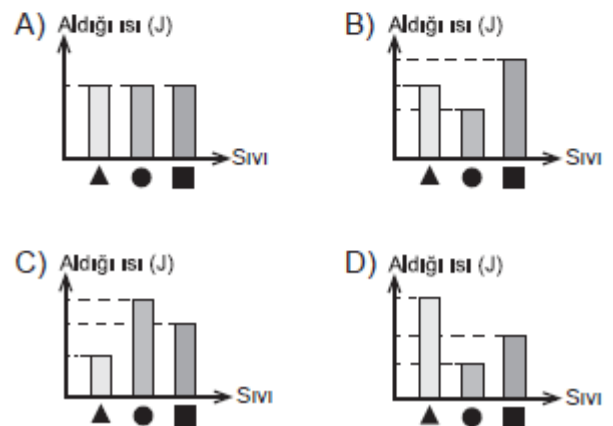 A) Aldığı ısı (J)
Sıvı
B) Aldığı ısı (J)
Sıvı
C) Aldığı ısı (J)
Sıvı
D) Aldığı ısı (J)
Sıvı